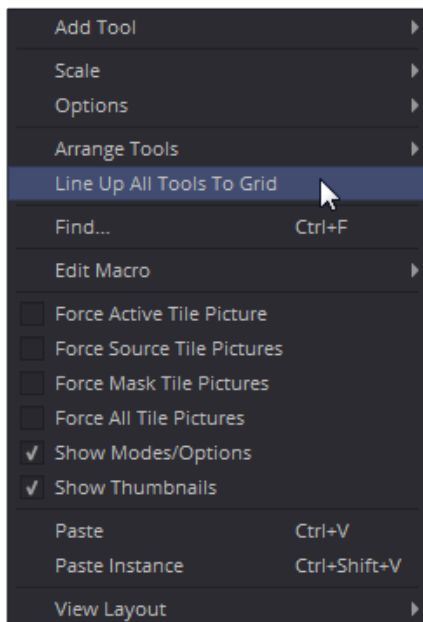 Add Tool
Scale
Options
Arrange Tools
Line Up All Tools To Grid
Find... Ctrl+F
Edit Macro
Force Active Tile Picture
Force Source Tile Pictures
Force Mask Tile Pictures
Force All Tile Pictures
Show Modes/Options
Show Thumbnails
Paste Ctrl+V
Paste Instance Ctrl+Shift+V
View Layout